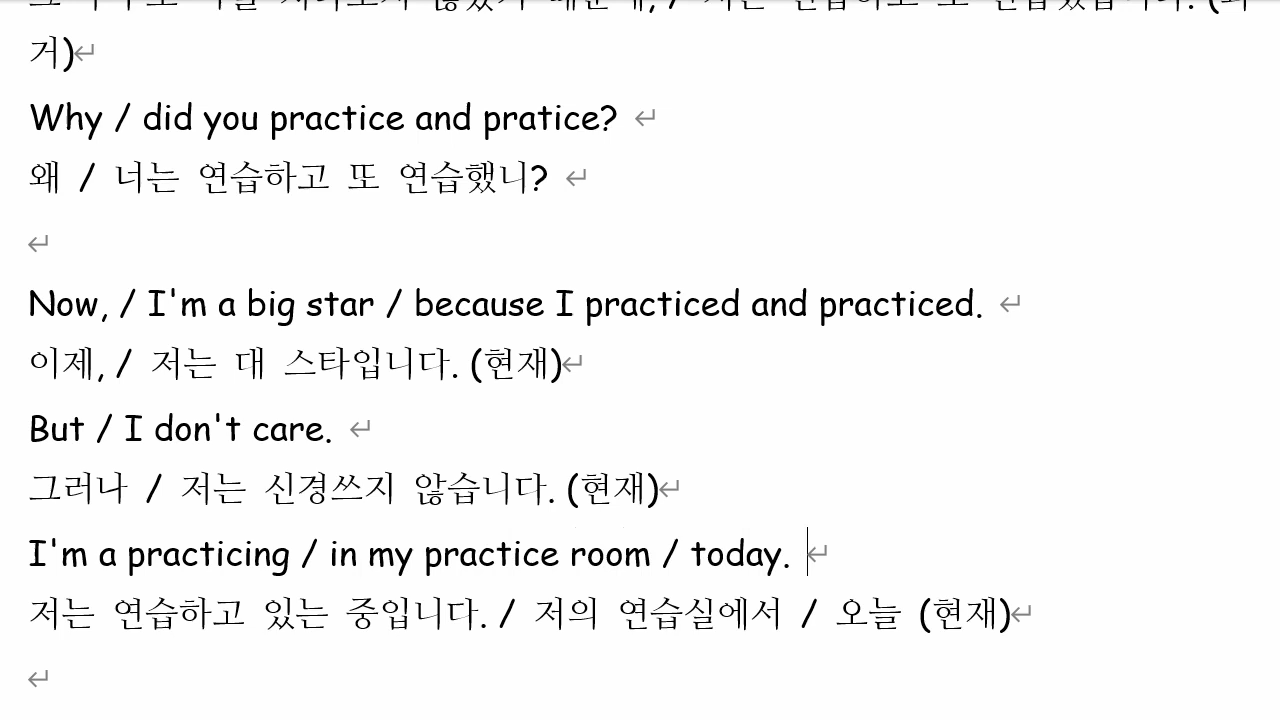 거)
Why / did you practice and pratice?
왜 / 너는 연습하고 또 연습했니?
Now, / I'm a big star / because I practiced and practiced.
이제, / 저는 대 스타입니다. (현재)
But / I don't care.
그러나 / 저는 신경쓰지 않습니다. (현재)
I'm a practicing / in my practice room / today.
저는 연습하고 있는 중입니다. / 저의 연습실에서 / 오늘 (현재)